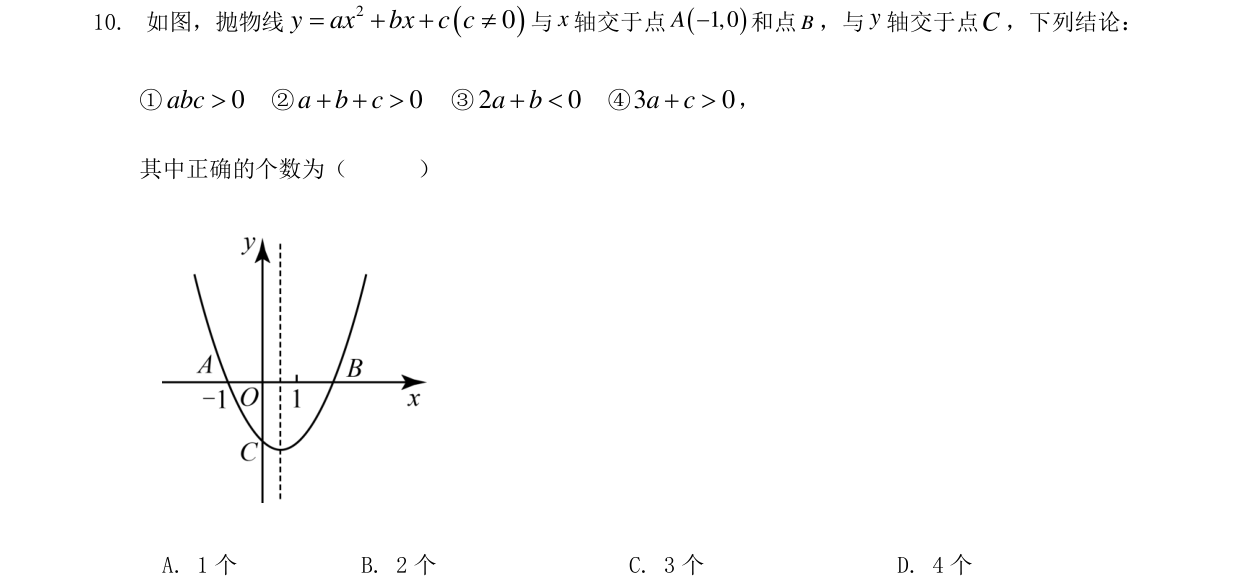 10. 如图，抛物线 y = ax² + bx + c (c ≠ 0) 与 x 轴交于点 A(−1,0) 和点 B，与 y 轴交于点 C，下列结论：
① abc > 0 ② a + b + c > 0 ③ 2a + b < 0 ④ 3a + c > 0，
其中正确的个数为（ ）
y
A
B
−1
O
1
x
C
A. 1 个 B. 2 个 C. 3 个 D. 4 个